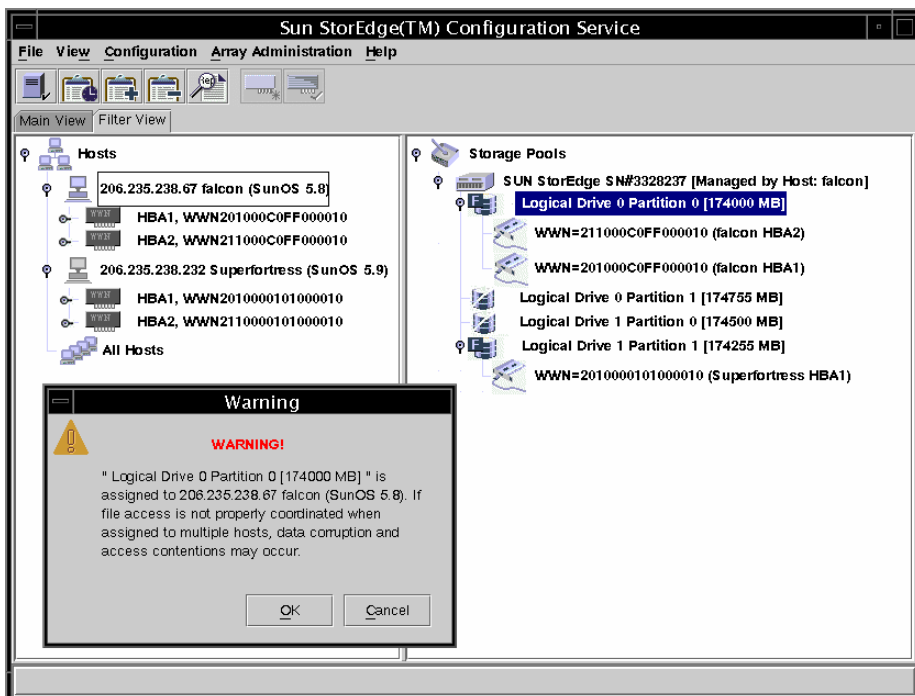 Sun StorEdge(TM) Configuration Service
File View Configuration Array Administration Help
Main View Filter View
Hosts
206.235.238.67 falcon (SunOS 5.8)
HBA1, WWN201000C0FF000010
HBA2, WWN211000C0FF000010
206.235.238.232 Superfortress (SunOS 5.9)
HBA1, WWN2010000101000010
HBA2, WWN2110000101000010
All Hosts
Storage Pools
SUN StorEdge SN#3328237 [Managed by Host: falcon]
Logical Drive 0 Partition 0 [174000 MB]
WWN=211000C0FF000010 (falcon HBA2)
WWN=201000C0FF000010 (falcon HBA1)
Logical Drive 0 Partition 1 [174755 MB]
Logical Drive 1 Partition 0 [174500 MB]
Logical Drive 1 Partition 1 [174255 MB]
WWN=2010000101000010 (Superfortress HBA1)
Warning
WARNING!
" Logical Drive 0 Partition 0 [174000 MB] " is
assigned to 206.235.238.67 falcon (SunOS 5.8). If
file access is not properly coordinated when
assigned to multiple hosts, data corruption and
access contentions may occur.
OK Cancel